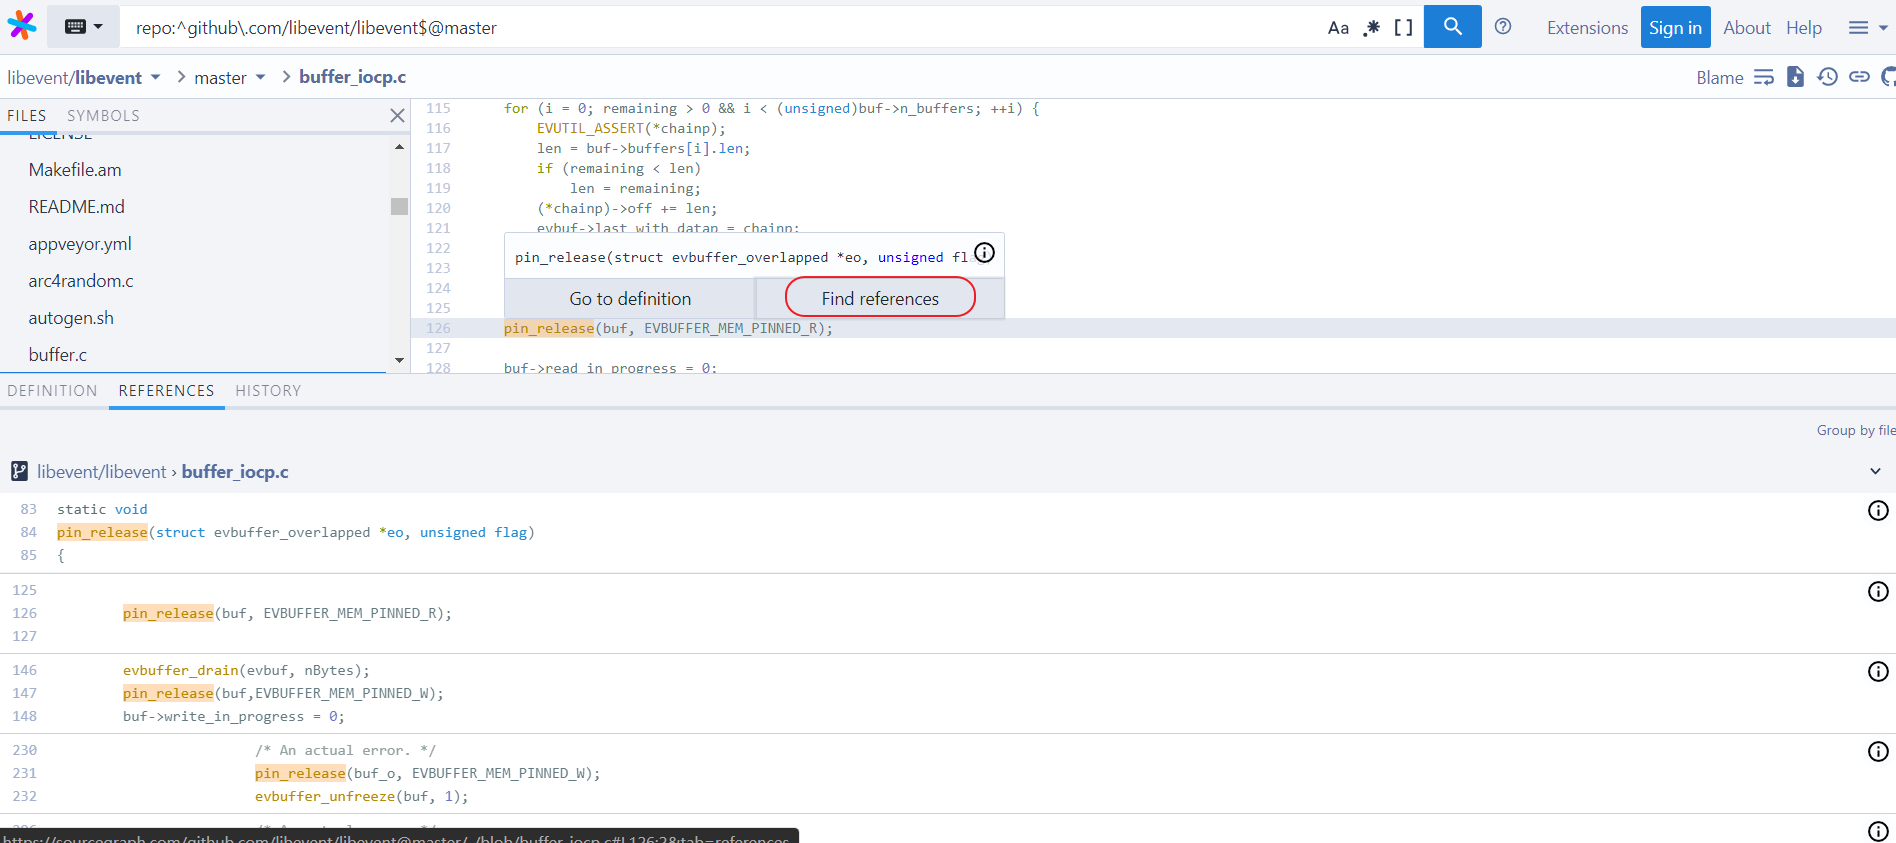 repo:^github\.com/libevent/libevent$@master
Aa .* [ ]
Extensions Sign in About Help
libevent/libevent > master > buffer_iocp.c
Blame
FILES SYMBOLS
LICENSE
Makefile.am
README.md
appveyor.yml
arc4random.c
autogen.sh
buffer.c
115 for (i = 0; remaining > 0 && i < (unsigned)buf->n_buffers; ++i) {
116 EVUTIL_ASSERT(*chainp);
117 len = buf->buffers[i].len;
118 if (remaining < len)
119 len = remaining;
120 (*chainp)->off += len;
121 evbuf->last_with_datap = chainp;
122
123
124
125
pin_release(struct evbuffer_overlapped *eo, unsigned flag
Go to definition Find references
126 pin_release(buf, EVBUFFER_MEM_PINNED_R);
127
128 buf->read_in_progress = 0;
DEFINITION REFERENCES HISTORY
Group by file
libevent/libevent › buffer_iocp.c
83 static void
84 pin_release(struct evbuffer_overlapped *eo, unsigned flag)
85 {
125
126 pin_release(buf, EVBUFFER_MEM_PINNED_R);
127
146 evbuffer_drain(evbuf, nBytes);
147 pin_release(buf,EVBUFFER_MEM_PINNED_W);
148 buf->write_in_progress = 0;
230 /* An actual error. */
231 pin_release(buf_o, EVBUFFER_MEM_PINNED_W);
232 evbuffer_unfreeze(buf, 1);
https://sourcegraph.com/github.com/libevent/libevent@master/-/blob/buffer_iocp.c#L126:2&tab=references